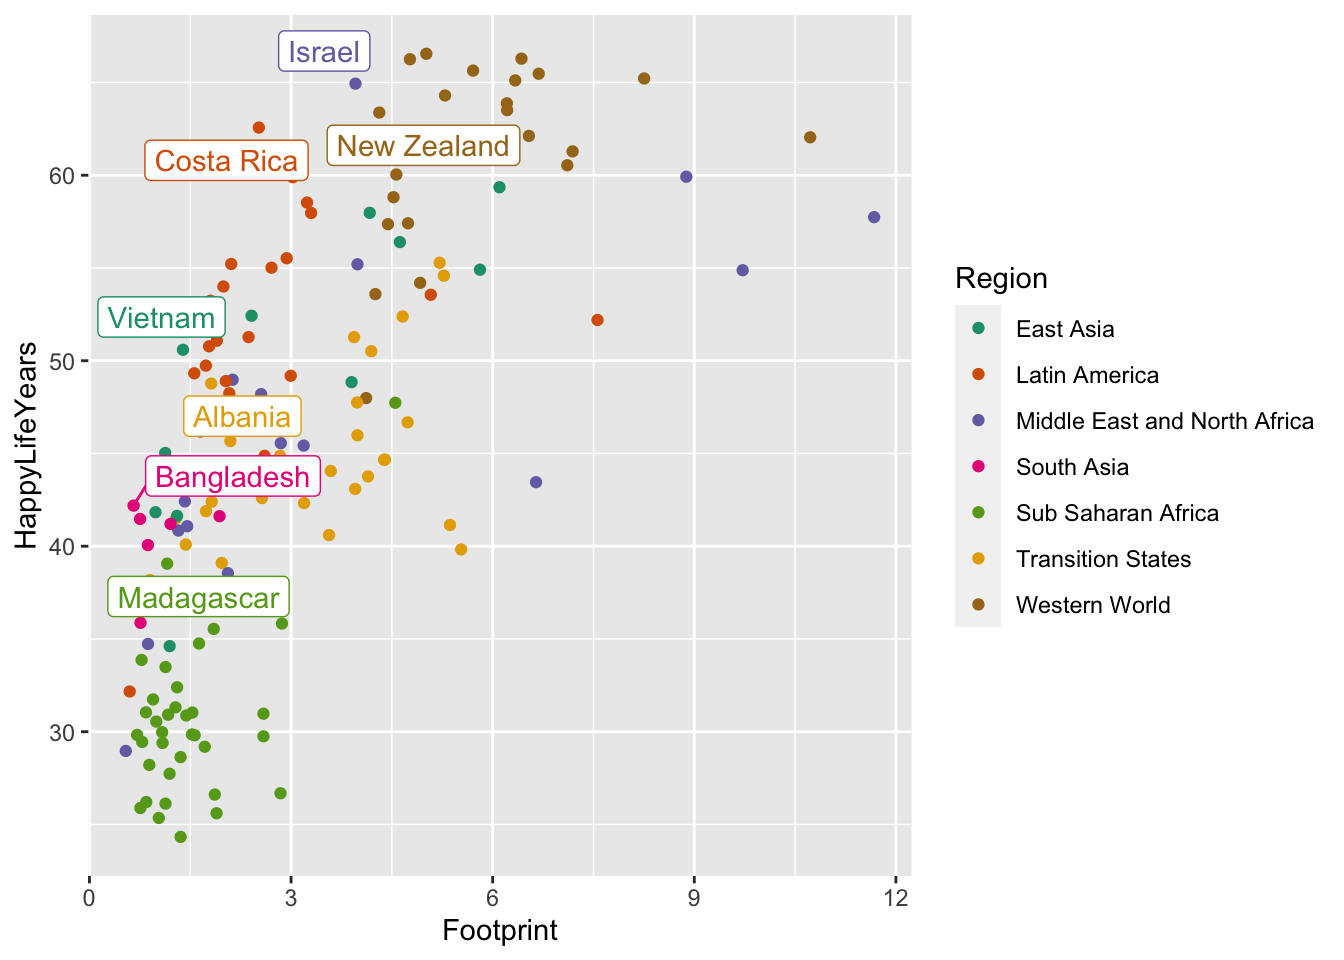 Israel
New Zealand
Costa Rica
60
Vietnam
50
Albania
Bangladesh
40
Madagascar
30
HappyLifeYears
0 3 6 9 12
Footprint
Region
East Asia
Latin America
Middle East and North Africa
South Asia
Sub Saharan Africa
Transition States
Western World